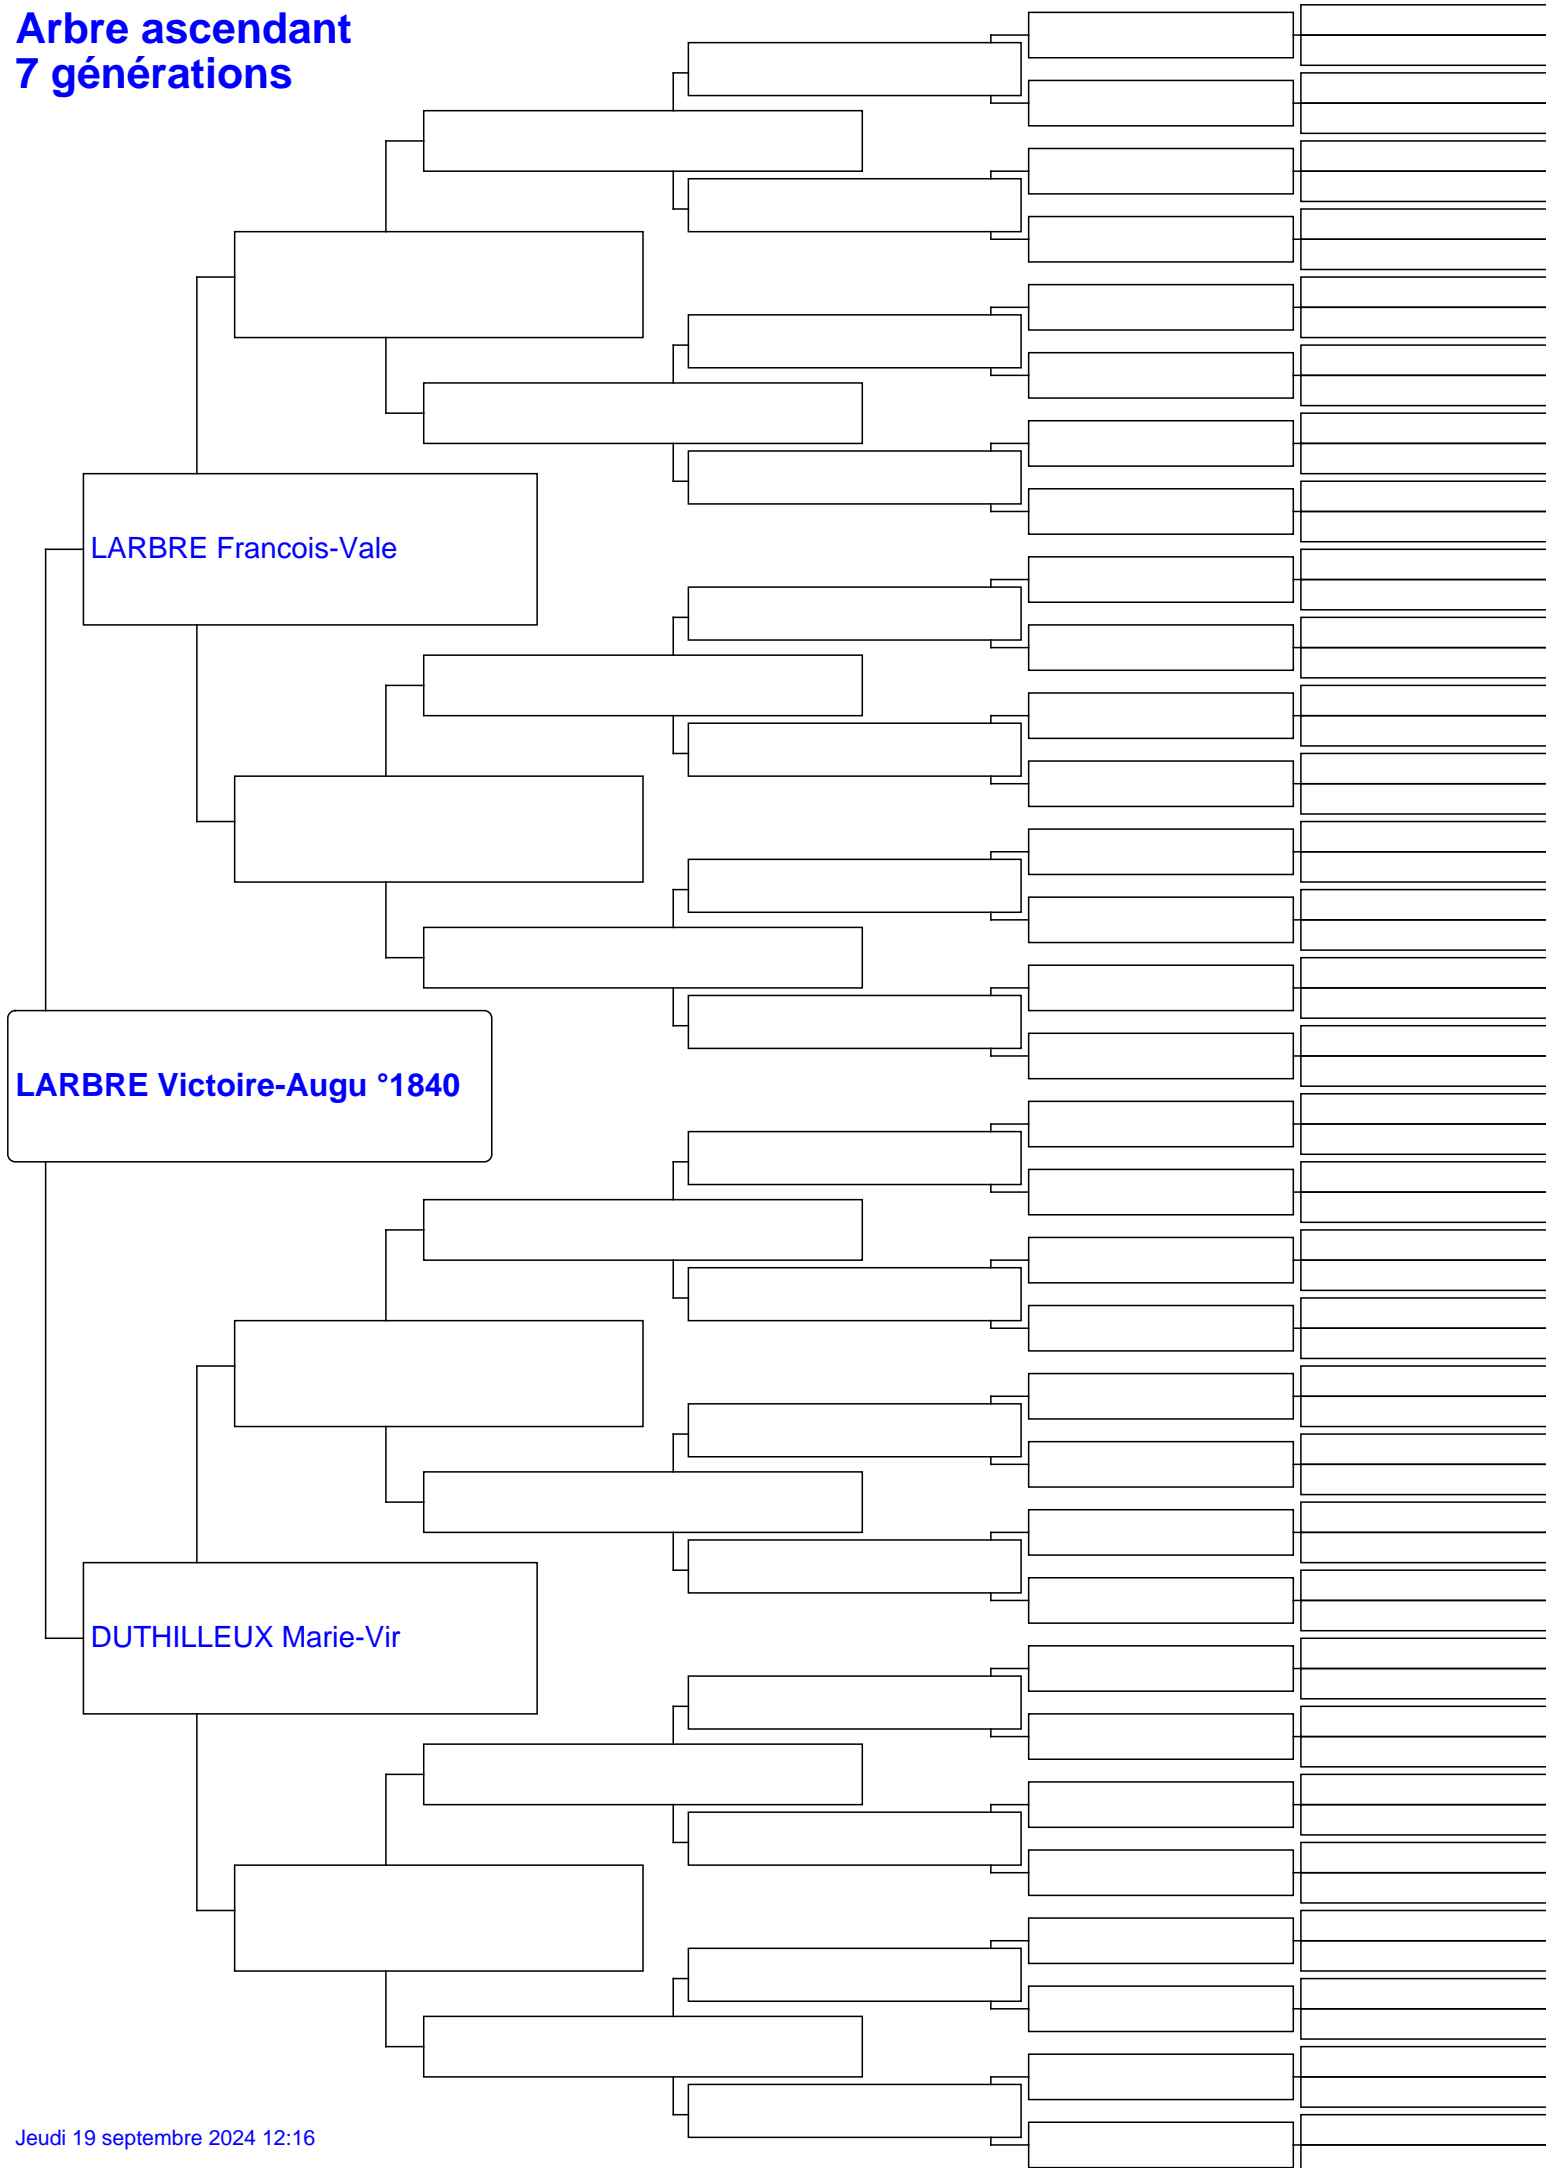 Arbre ascendant
7 générations
LARBRE Francois-Vale
LARBRE Victoire-Augu °1840
DUTHILLEUX Marie-Vir
Jeudi 19 septembre 2024 12:16